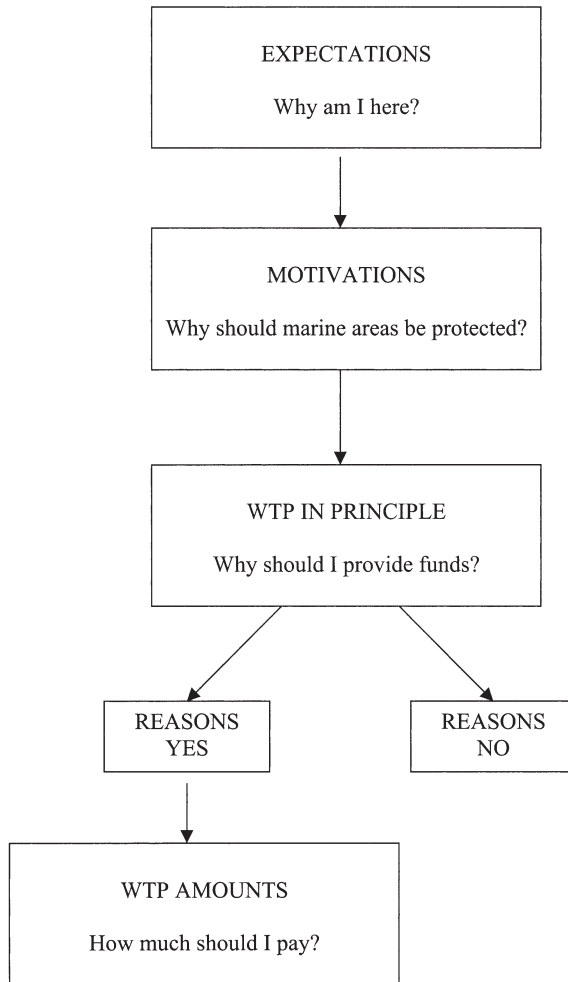 EXPECTATIONS
Why am I here?
MOTIVATIONS
Why should marine areas be protected?
WTP IN PRINCIPLE
Why should I provide funds?
REASONS
YES
REASONS
NO
WTP AMOUNTS
How much should I pay?